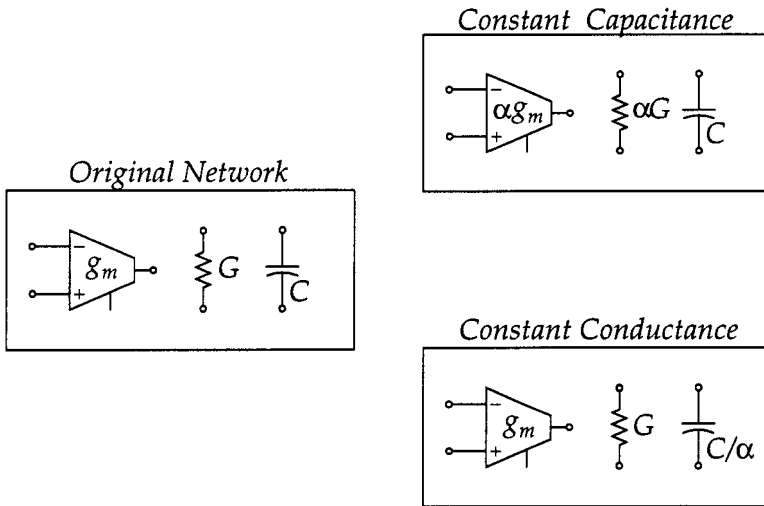 Original Network
−
+
g_m
G
C
Constant Capacitance
−
+
αg_m
αG
C
Constant Conductance
−
+
g_m
G
C/α